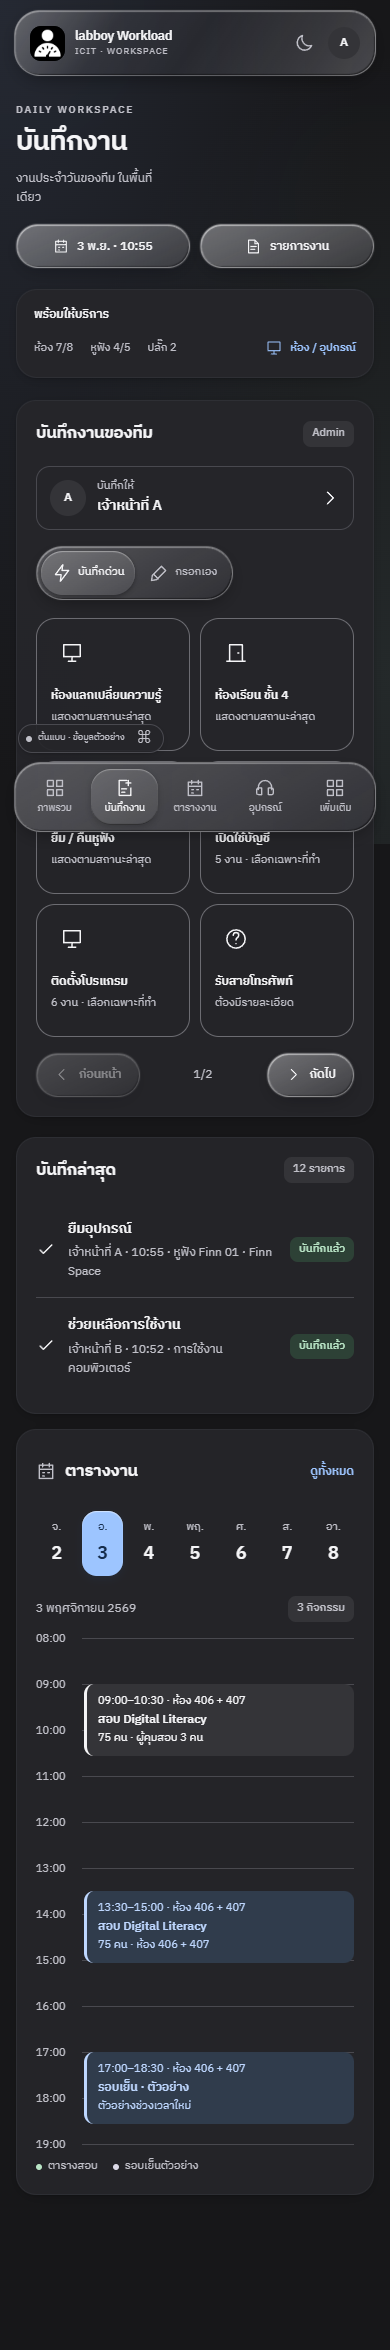 labboy Workload
ICIT · WORKSPACE
A
DAILY WORKSPACE
บันทึกงาน
งานประจำวันของทีม ในพื้นที่
เดียว
3 พ.ย. · 10:55
รายการงาน
พร้อมให้บริการ
ห้อง 7/8 หูฟัง 4/5 ปลั๊ก 2
ห้อง / อุปกรณ์
บันทึกงานของทีม
Admin
A
บันทึกให้
เจ้าหน้าที่ A
บันทึกด่วน
กรอกเอง
ห้องแลกเปลี่ยนความรู้
แสดงตามสถานะล่าสุด
ห้องเรียน ชั้น 4
แสดงตามสถานะล่าสุด
ต้นแบบ · ข้อมูลตัวอย่าง ⌘
ภาพรวม
บันทึกงาน
ตารางงาน
อุปกรณ์
เพิ่มเติม
ยืม / คืนหูฟัง
แสดงตามสถานะล่าสุด
เปิดใช้บัญชี
5 งาน · เลือกเฉพาะที่ทำ
ติดตั้งโปรแกรม
6 งาน · เลือกเฉพาะที่ทำ
รับสายโทรศัพท์
ต้องมีรายละเอียด
ก่อนหน้า
1/2
ถัดไป
บันทึกล่าสุด
12 รายการ
ยืมอุปกรณ์
เจ้าหน้าที่ A · 10:55 · หูฟัง Finn 01 · Finn
Space
บันทึกแล้ว
ช่วยเหลือการใช้งาน
เจ้าหน้าที่ B · 10:52 · การใช้งาน
คอมพิวเตอร์
บันทึกแล้ว
ตารางงาน
ดูทั้งหมด
จ. อ. พ. พฤ. ศ. ส. อา.
2 3 4 5 6 7 8
3 พฤศจิกายน 2569
3 กิจกรรม
08:00
09:00
09:00–10:30 · ห้อง 406 + 407
สอบ Digital Literacy
10:00
75 คน · ผู้คุมสอบ 3 คน
11:00
12:00
13:00
13:30–15:00 · ห้อง 406 + 407
14:00
สอบ Digital Literacy
75 คน · ห้อง 406 + 407
15:00
16:00
17:00
17:00–18:30 · ห้อง 406 + 407
รอบเย็น · ตัวอย่าง
18:00
ตัวอย่างช่วงเวลาใหม่
19:00
ตารางสอบ
รอบเย็นตัวอย่าง